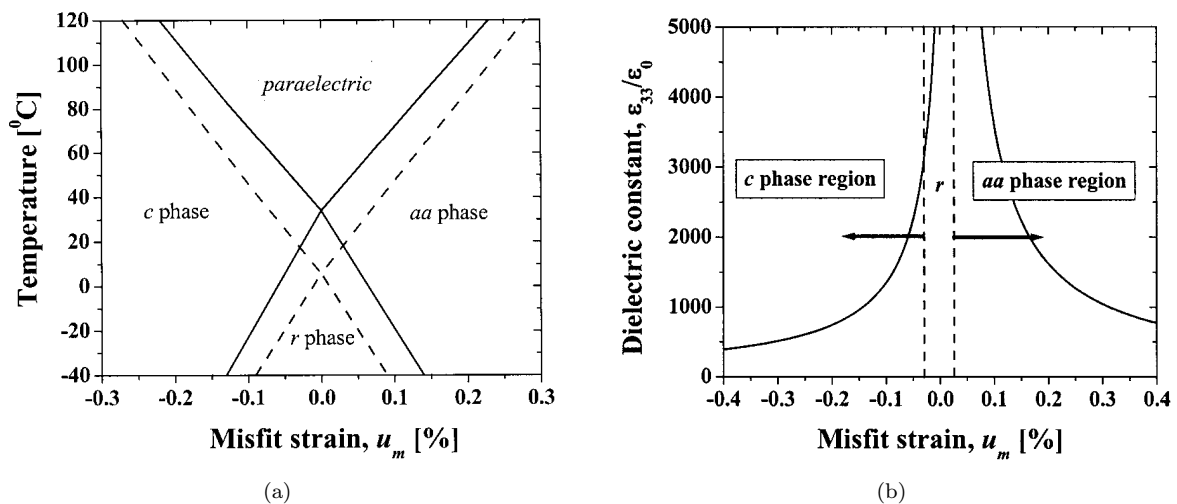 120
100
80
60
40
20
0
-20
-40
Temperature [⁰C]
paraelectric
c phase
aa phase
r phase
-0.3 -0.2 -0.1 0.0 0.1 0.2 0.3
Misfit strain, uₘ [%]
(a)
5000
4000
3000
2000
1000
0
Dielectric constant, ε₃₃/ε₀
c phase region
r
aa phase region
-0.4 -0.3 -0.2 -0.1 0.0 0.1 0.2 0.3 0.4
Misfit strain, uₘ [%]
(b)